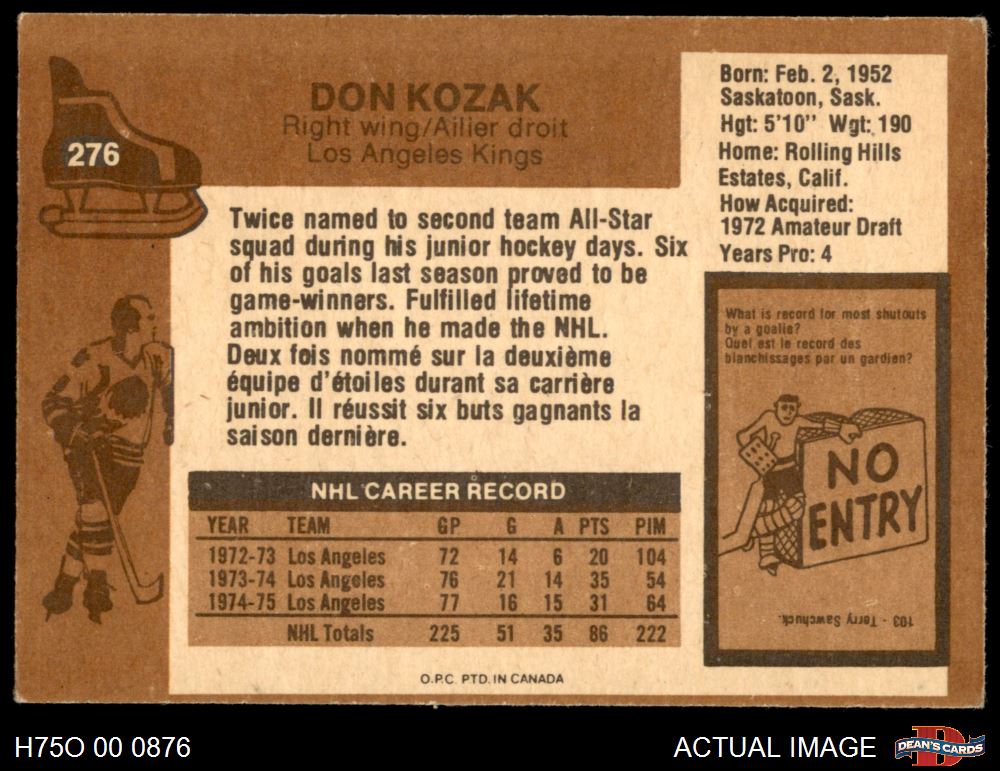 276
DON KOZAK
Right wing/Ailier droit
Los Angeles Kings
Born: Feb. 2, 1952
Saskatoon, Sask.
Hgt: 5'10" Wgt: 190
Home: Rolling Hills
Estates, Calif.
How Acquired:
1972 Amateur Draft
Years Pro: 4
Twice named to second team All-Star
squad during his junior hockey days. Six
of his goals last season proved to be
game-winners. Fulfilled lifetime
ambition when he made the NHL.
Deux fois nommé sur la deuxième
équipe d'étoiles durant sa carrière
junior. Il réussit six buts gagnants la
saison dernière.
What is record for most shutouts
by a goalie?
Quel est le record des
blanchissages par un gardien?
NO
ENTRY
103 - Terry Sawchuck.
NHL CAREER RECORD
YEAR TEAM GP G A PTS PIM
1972-73 Los Angeles 72 14 6 20 104
1973-74 Los Angeles 76 21 14 35 54
1974-75 Los Angeles 77 16 15 31 64
NHL Totals 225 51 35 86 222
O.P.C. PTD. IN CANADA
H75O 00 0876
ACTUAL IMAGE
D
DEAN'S CARDS